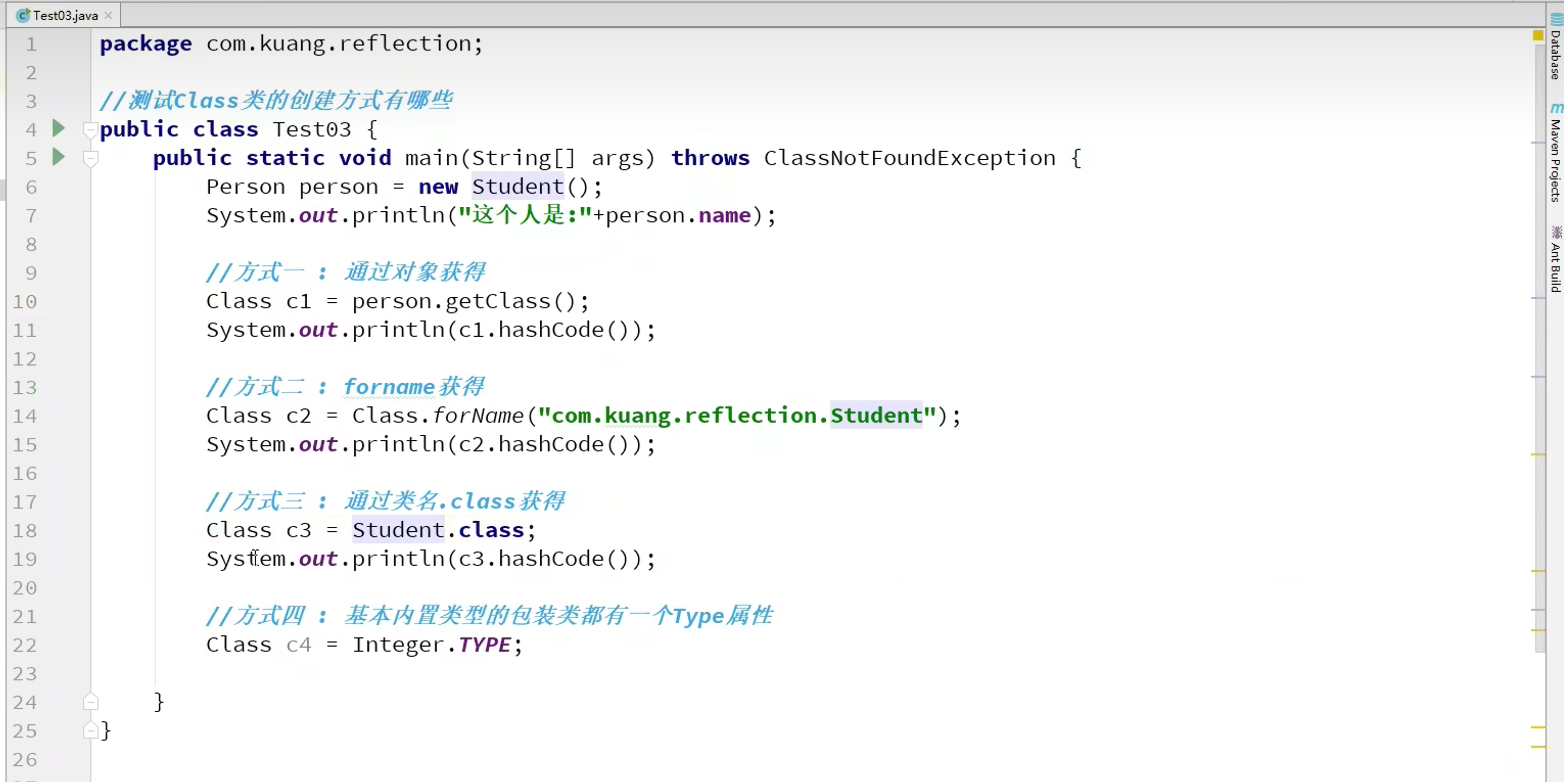 Test03.java
1 package com.kuang.reflection;
2
3 //测试Class类的创建方式有哪些
4 public class Test03 {
5 public static void main(String[] args) throws ClassNotFoundException {
6 Person person = new Student();
7 System.out.println("这个人是:"+person.name);
8
9 //方式一 : 通过对象获得
10 Class c1 = person.getClass();
11 System.out.println(c1.hashCode());
12
13 //方式二 : forname获得
14 Class c2 = Class.forName("com.kuang.reflection.Student");
15 System.out.println(c2.hashCode());
16
17 //方式三 : 通过类名.class获得
18 Class c3 = Student.class;
19 System.out.println(c3.hashCode());
20
21 //方式四 : 基本内置类型的包装类都有一个Type属性
22 Class c4 = Integer.TYPE;
23
24 }
25 }
26
Database
Maven Projects
Ant Build